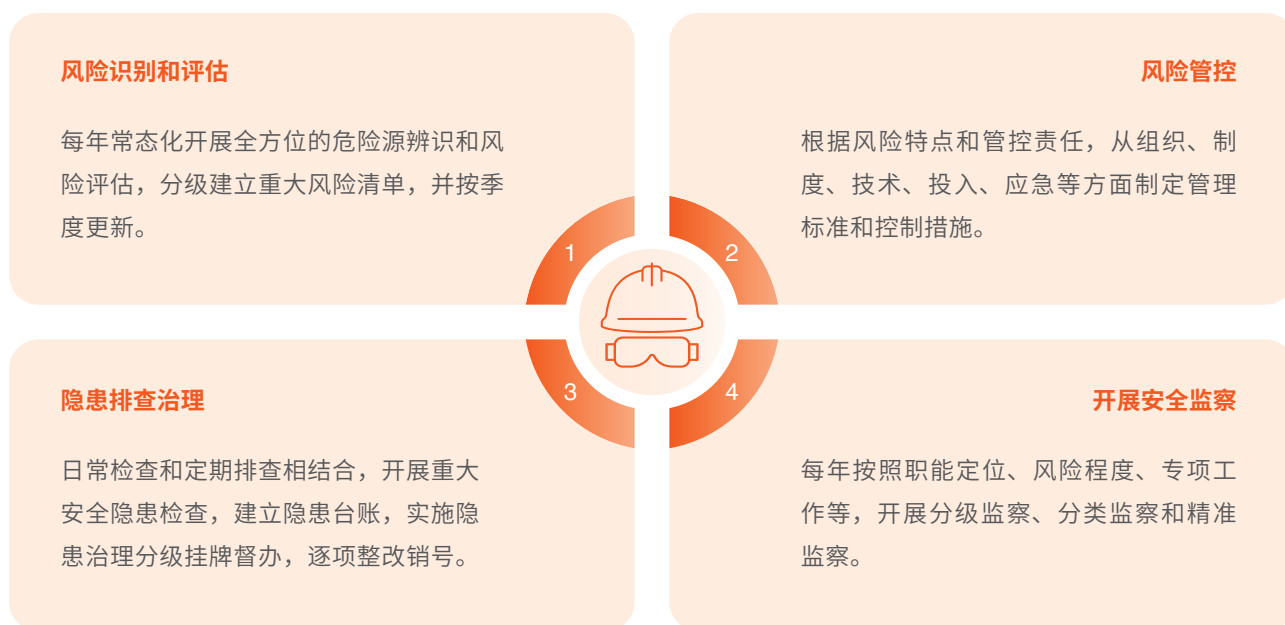 风险识别和评估
每年常态化开展全方位的危险源辨识和风
险评估，分级建立重大风险清单，并按季
度更新。
1
风险管控
根据风险特点和管控责任，从组织、制
度、技术、投入、应急等方面制定管理
标准和控制措施。
2
隐患排查治理
日常检查和定期排查相结合，开展重大
安全隐患检查，建立隐患台账，实施隐
患治理分级挂牌督办，逐项整改销号。
3
开展安全监察
每年按照职能定位、风险程度、专项工
作等，开展分级监察、分类监察和精准
监察。
4